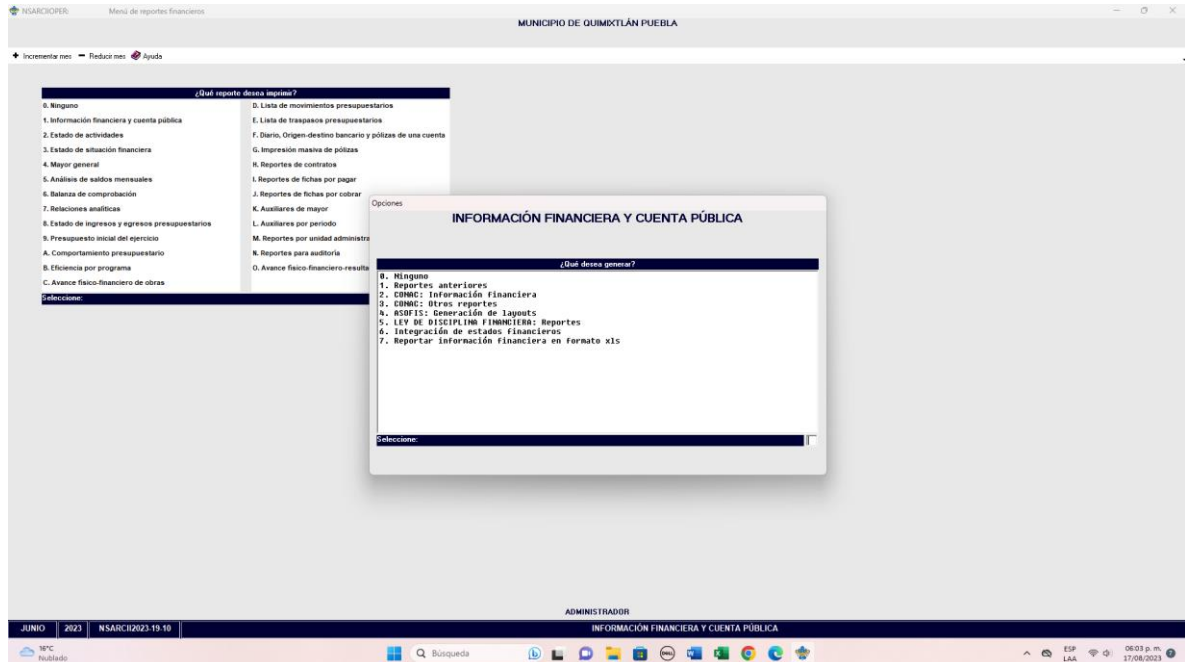 NSARCIIOPER: Menú de reportes financieros
MUNICIPIO DE QUIMIXTLÁN PUEBLA
+ Incrementar mes − Reducir mes Ayuda
¿Qué reporte desea imprimir?
0. Ninguno
1. Información financiera y cuenta pública
2. Estado de actividades
3. Estado de situación financiera
4. Mayor general
5. Análisis de saldos mensuales
6. Balanza de comprobación
7. Relaciones analíticas
8. Estado de ingresos y egresos presupuestarios
9. Presupuesto inicial del ejercicio
A. Comportamiento presupuestario
B. Eficiencia por programa
C. Avance físico-financiero de obras
D. Lista de movimientos presupuestarios
E. Lista de traspasos presupuestarios
F. Diario, Origen-destino bancario y pólizas de una cuenta
G. Impresión masiva de pólizas
H. Reportes de contratos
I. Reportes de fichas por pagar
J. Reportes de fichas por cobrar
K. Auxiliares de mayor
L. Auxiliares por periodo
M. Reportes por unidad administra
N. Reportes para auditoría
O. Avance físico-financiero-resulta
Seleccione:
Opciones
INFORMACIÓN FINANCIERA Y CUENTA PÚBLICA
¿Qué desea generar?
0. Ninguno
1. Reportes anteriores
2. CONAC: Información financiera
3. CONAC: Otros reportes
4. ASOFIS: Generación de layouts
5. LEY DE DISCIPLINA FINANCIERA: Reportes
6. Integración de estados financieros
7. Reportar información financiera en formato xls
Seleccione:
ADMINISTRADOR
JUNIO 2023 NSARCII2023-19-10 INFORMACIÓN FINANCIERA Y CUENTA PÚBLICA
16°C
Nublado
Búsqueda
ESP
LAA
06:03 p. m.
17/08/2023